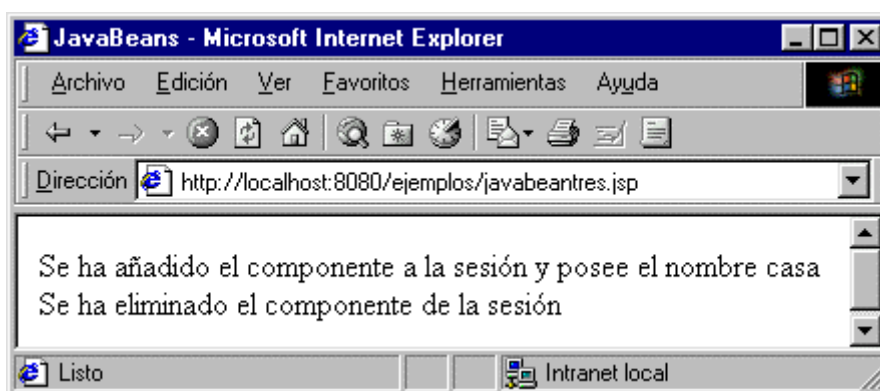 JavaBeans - Microsoft Internet Explorer
Archivo Edición Ver Favoritos Herramientas Ayuda
Dirección http://localhost:8080/ejemplos/javabeantres.jsp
Se ha añadido el componente a la sesión y posee el nombre casa
Se ha eliminado el componente de la sesión
Listo Intranet local